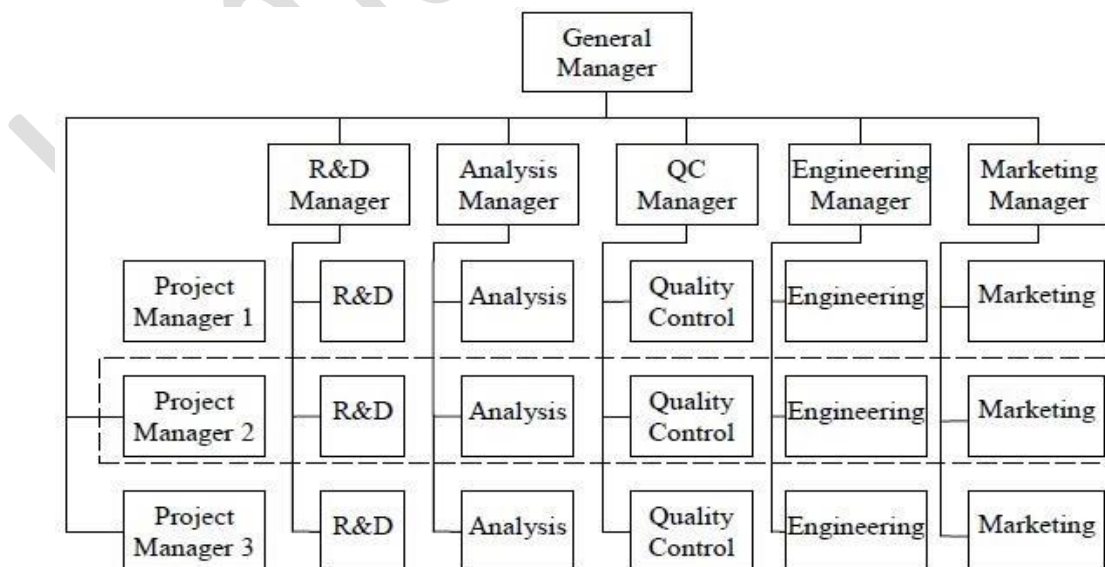 General
Manager
R&D
Manager
Analysis
Manager
QC
Manager
Engineering
Manager
Marketing
Manager
Project
Manager 1
R&D
Analysis
Quality
Control
Engineering
Marketing
Project
Manager 2
R&D
Analysis
Quality
Control
Engineering
Marketing
Project
Manager 3
R&D
Analysis
Quality
Control
Engineering
Marketing